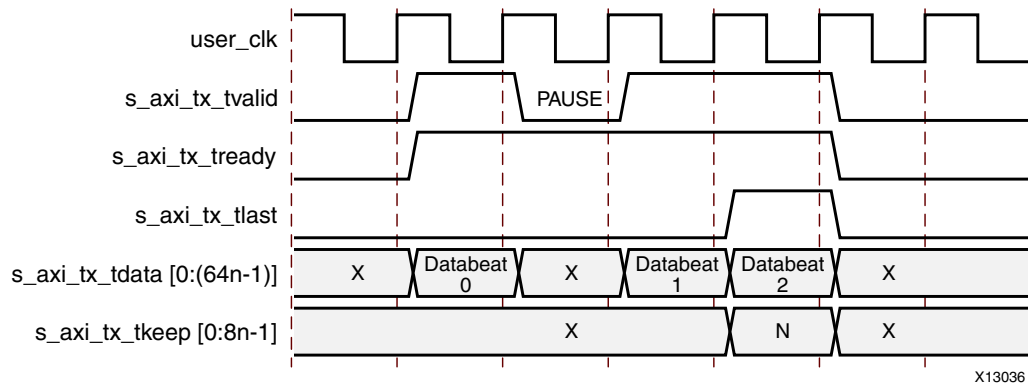 user_clk
s_axi_tx_tvalid
PAUSE
s_axi_tx_tready
s_axi_tx_tlast
s_axi_tx_tdata [0:(64n-1)]
X
Databeat
0
X
Databeat
1
Databeat
2
X
s_axi_tx_tkeep [0:8n-1]
X
N
X
X13036